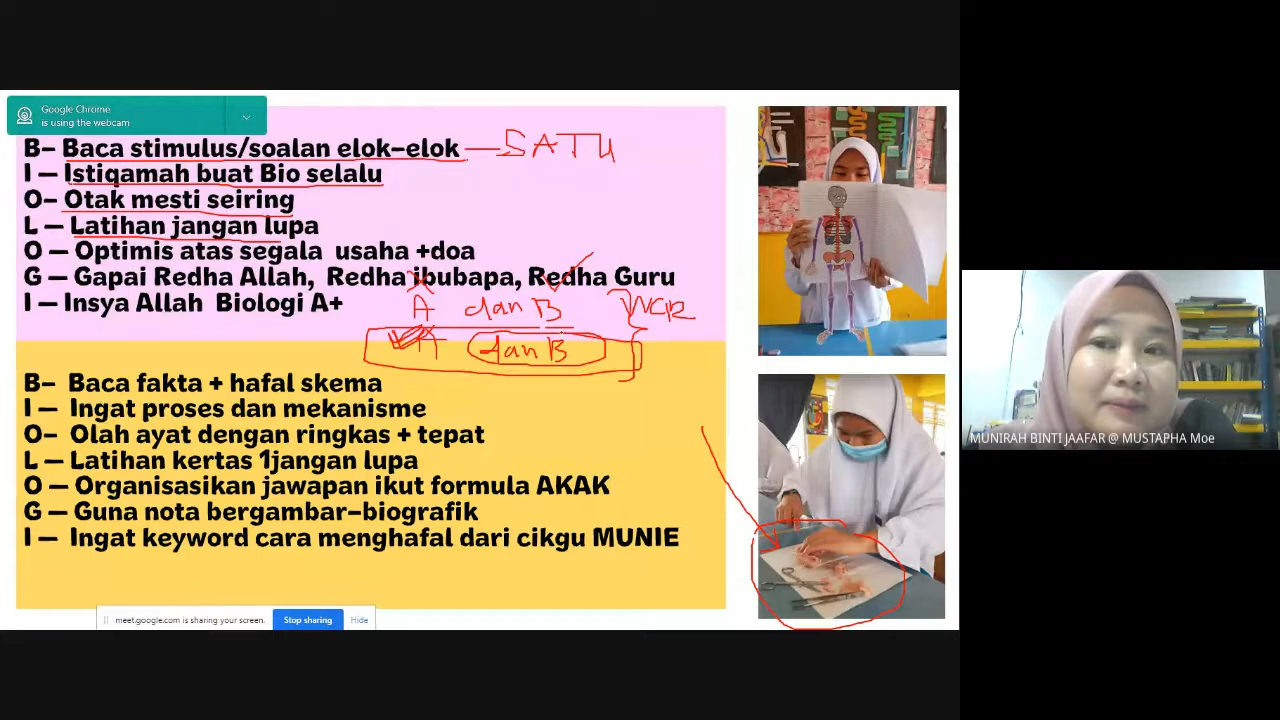 Google Chrome
is using the webcam
B– Baca stimulus/soalan elok–elok — SATU
I – Istiqamah buat Bio selalu
O– Otak mesti seiring
L – Latihan jangan lupa
O – Optimis atas segala usaha +doa
G – Gapai Redha Allah, Redha ibubapa, Redha Guru
I – Insya Allah Biologi A+
A dan B
A dan B
B– Baca fakta + hafal skema
I – Ingat proses dan mekanisme
O– Olah ayat dengan ringkas + tepat
L – Latihan kertas 1jangan lupa
O – Organisasikan jawapan ikut formula AKAK
G – Guna nota bergambar–biografik
I – Ingat keyword cara menghafal dari cikgu MUNIE
meet.google.com is sharing your screen. Stop sharing Hide
MUNIRAH BINTI JAAFAR @ MUSTAPHA Moe